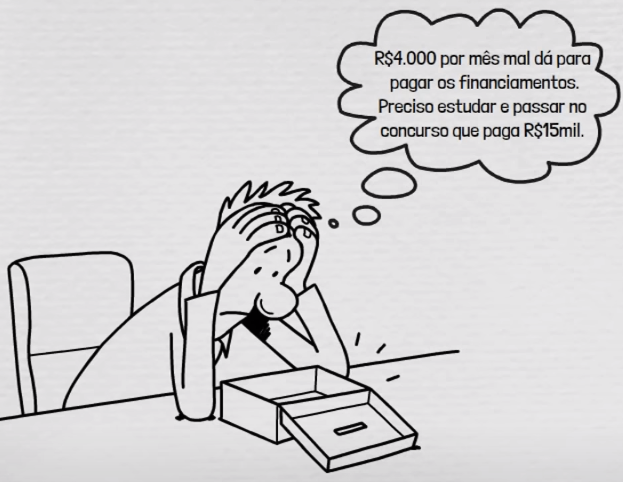 R$4.000 por mês mal dá para
pagar os financiamentos.
Preciso estudar e passar no
concurso que paga R$15mil.